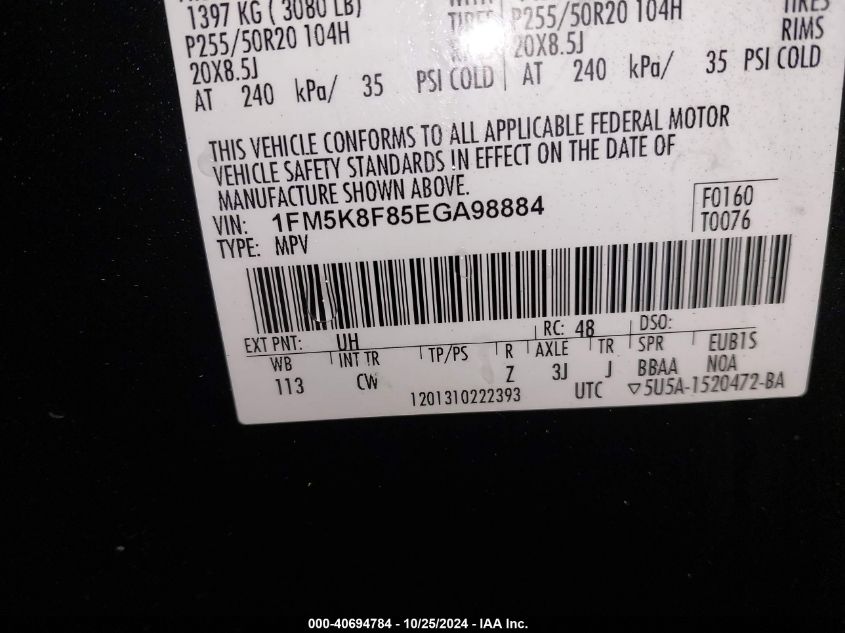 1397 KG ( 3080 LB) WITH TIRES P255/50R20 104H TIRES
P255/50R20 104H 20X8.5J RIMS
20X8.5J
AT 240 kPa/ 35 PSI COLD AT 240 kPa/ 35 PSI COLD
THIS VEHICLE CONFORMS TO ALL APPLICABLE FEDERAL MOTOR
VEHICLE SAFETY STANDARDS IN EFFECT ON THE DATE OF
MANUFACTURE SHOWN ABOVE.
VIN: 1FM5K8F85EGA98884 F0160
TYPE: MPV T0076
EXT PNT: UH RC: 48 DSO:
WB INT TR TP/PS R AXLE TR SPR EUB1S
113 CW Z 3J J BBAA NOA
1201310222393 UTC ▽5U5A-1520472-BA
000-40694784 - 10/25/2024 - IAA Inc.